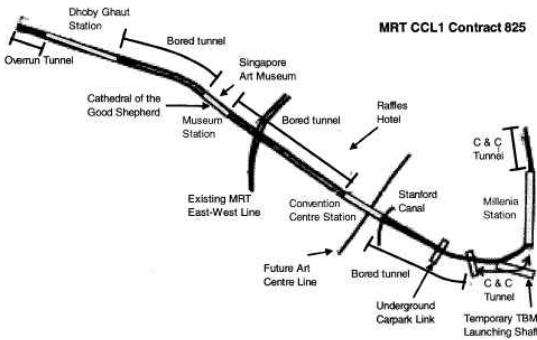 MRT CCL1 Contract 825
Dhoby Ghaut
Station
Bored tunnel
Overrun Tunnel
Singapore
Art Museum
Cathedral of the
Good Shepherd
Museum
Station
Bored tunnel
Raffles
Hotel
C & C
Tunnel
Existing MRT
East-West Line
Convention
Centre Station
Stanford
Canal
Millenia
Station
Future Art
Centre Line
Bored tunnel
Underground
Carpark Link
C & C
Tunnel
Temporary TBM
Launching Shaft